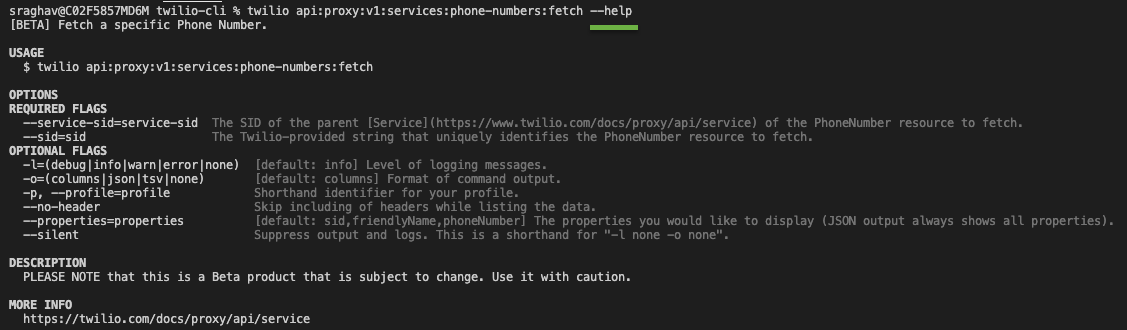 sraghav@C02F5857MD6M twilio-cli % twilio api:proxy:v1:services:phone-numbers:fetch --help
[BETA] Fetch a specific Phone Number.
USAGE
$ twilio api:proxy:v1:services:phone-numbers:fetch
OPTIONS
REQUIRED FLAGS
--service-sid=service-sid  The SID of the parent [Service](https://www.twilio.com/docs/proxy/api/service) of the PhoneNumber resource to fetch.
--sid=sid  The Twilio-provided string that uniquely identifies the PhoneNumber resource to fetch.
OPTIONAL FLAGS
-l=(debug|info|warn|error|none)  [default: info] Level of logging messages.
-o=(columns|json|tsv|none)  [default: columns] Format of command output.
-p, --profile=profile  Shorthand identifier for your profile.
--no-header  Skip including of headers while listing the data.
--properties=properties  [default: sid,friendlyName,phoneNumber] The properties you would like to display (JSON output always shows all properties).
--silent  Suppress output and logs. This is a shorthand for "-l none -o none".
DESCRIPTION
PLEASE NOTE that this is a Beta product that is subject to change. Use it with caution.
MORE INFO
https://twilio.com/docs/proxy/api/service